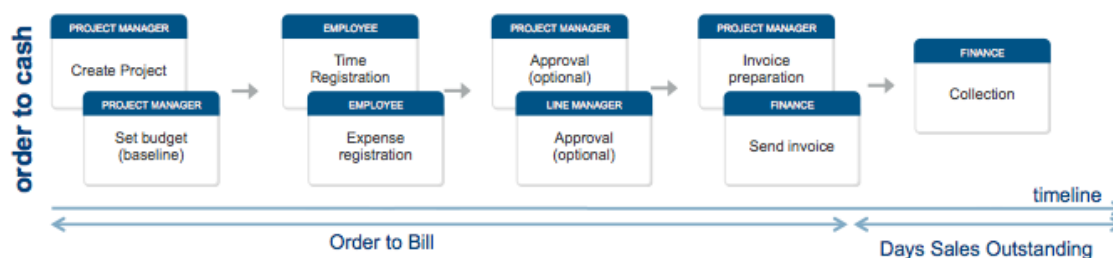 order to cash
PROJECT MANAGER
Create Project
PROJECT MANAGER
Set budget
(baseline)
EMPLOYEE
Time
Registration
EMPLOYEE
Expense
registration
PROJECT MANAGER
Approval
(optional)
LINE MANAGER
Approval
(optional)
PROJECT MANAGER
Invoice
preparation
FINANCE
Send invoice
FINANCE
Collection
timeline
Order to Bill
Days Sales Outstanding